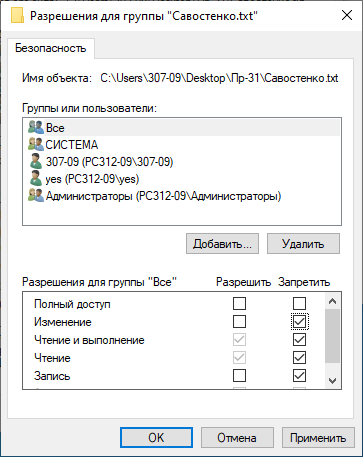 Разрешения для группы "Савостенко.txt"
Безопасность
Имя объекта: C:\Users\307-09\Desktop\Пр-31\Савостенко.txt
Группы или пользователи:
Все
СИСТЕМА
307-09 (PC312-09\307-09)
yes (PC312-09\yes)
Администраторы (PC312-09\Администраторы)
Добавить... Удалить
Разрешения для группы "Все" Разрешить Запретить
Полный доступ
Изменение
Чтение и выполнение
Чтение
Запись
ОК Отмена Применить